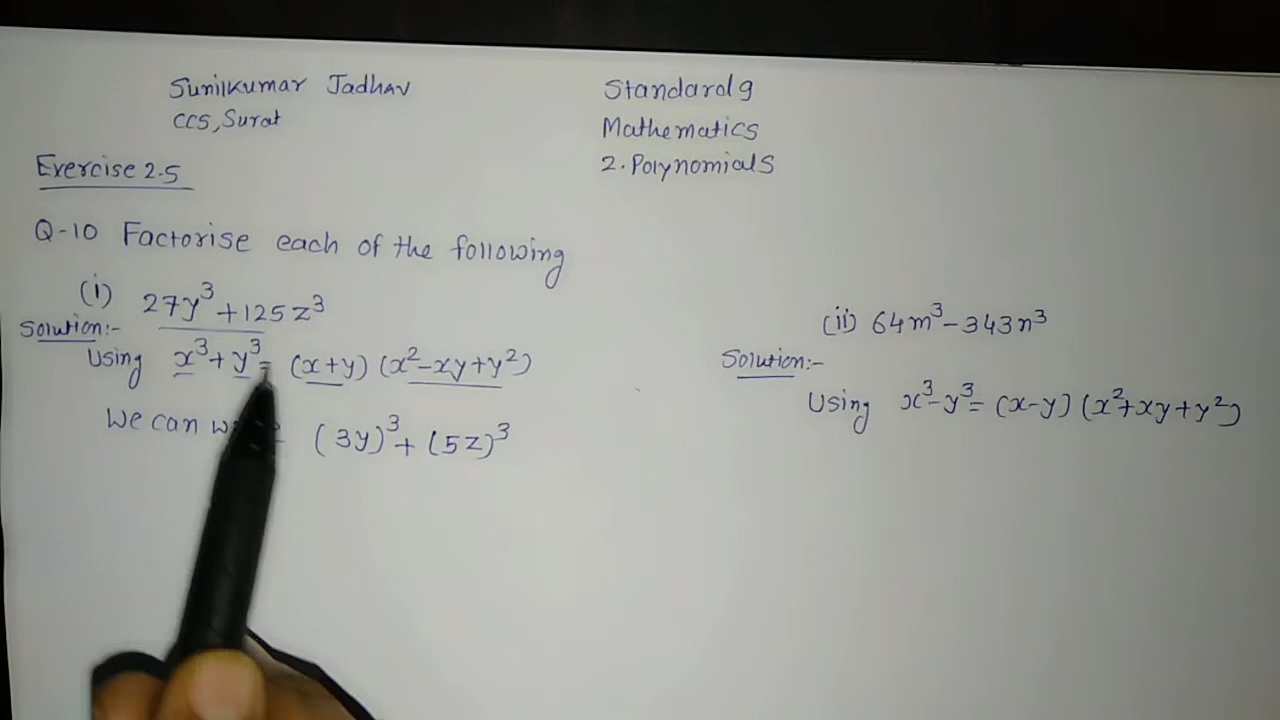 Sunilkumar Jadhav
CCS, Surat
Standard 9
Mathematics
2. Polynomials
Exercise 2.5
Q-10 Factorise each of the following
(i) 27y³+125z³
Solution:-
Using x³+y³= (x+y) (x²-xy+y²)
We can (3y)³+(5z)³
(ii) 64m³-343n³
Solution:-
Using x³-y³= (x-y) (x²+xy+y²)